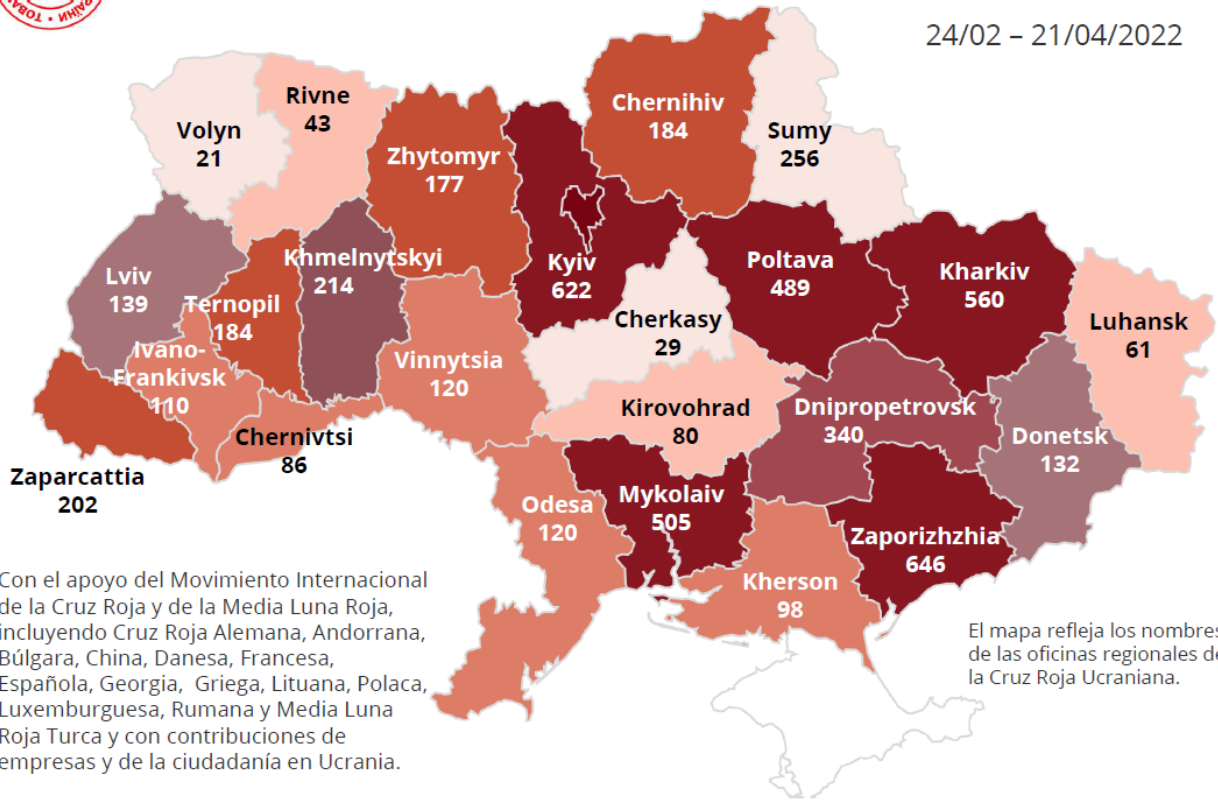 РАЇНИ • ТОВА
24/02 – 21/04/2022
Chernihiv
184
Rivne
43
Volyn
21
Sumy
256
Zhytomyr
177
Khmelnytskyi
214
Kyiv
622
Poltava
489
Kharkiv
560
Lviv
139
Ternopil
184
Cherkasy
29
Luhansk
61
Ivano-
Frankivsk
110
Vinnytsia
120
Kirovohrad
80
Dnipropetrovsk
340
Donetsk
132
Chernivtsi
86
Zaparcattia
202
Odesa
120
Mykolaiv
505
Zaporizhzhia
646
Kherson
98
Con el apoyo del Movimiento Internacional
de la Cruz Roja y de la Media Luna Roja,
incluyendo Cruz Roja Alemana, Andorrana,
Búlgara, China, Danesa, Francesa,
Española, Georgia, Griega, Lituana, Polaca,
Luxemburguesa, Rumana y Media Luna
Roja Turca y con contribuciones de
empresas y de la ciudadanía en Ucrania.
El mapa refleja los nombres
de las oficinas regionales de
la Cruz Roja Ucraniana.